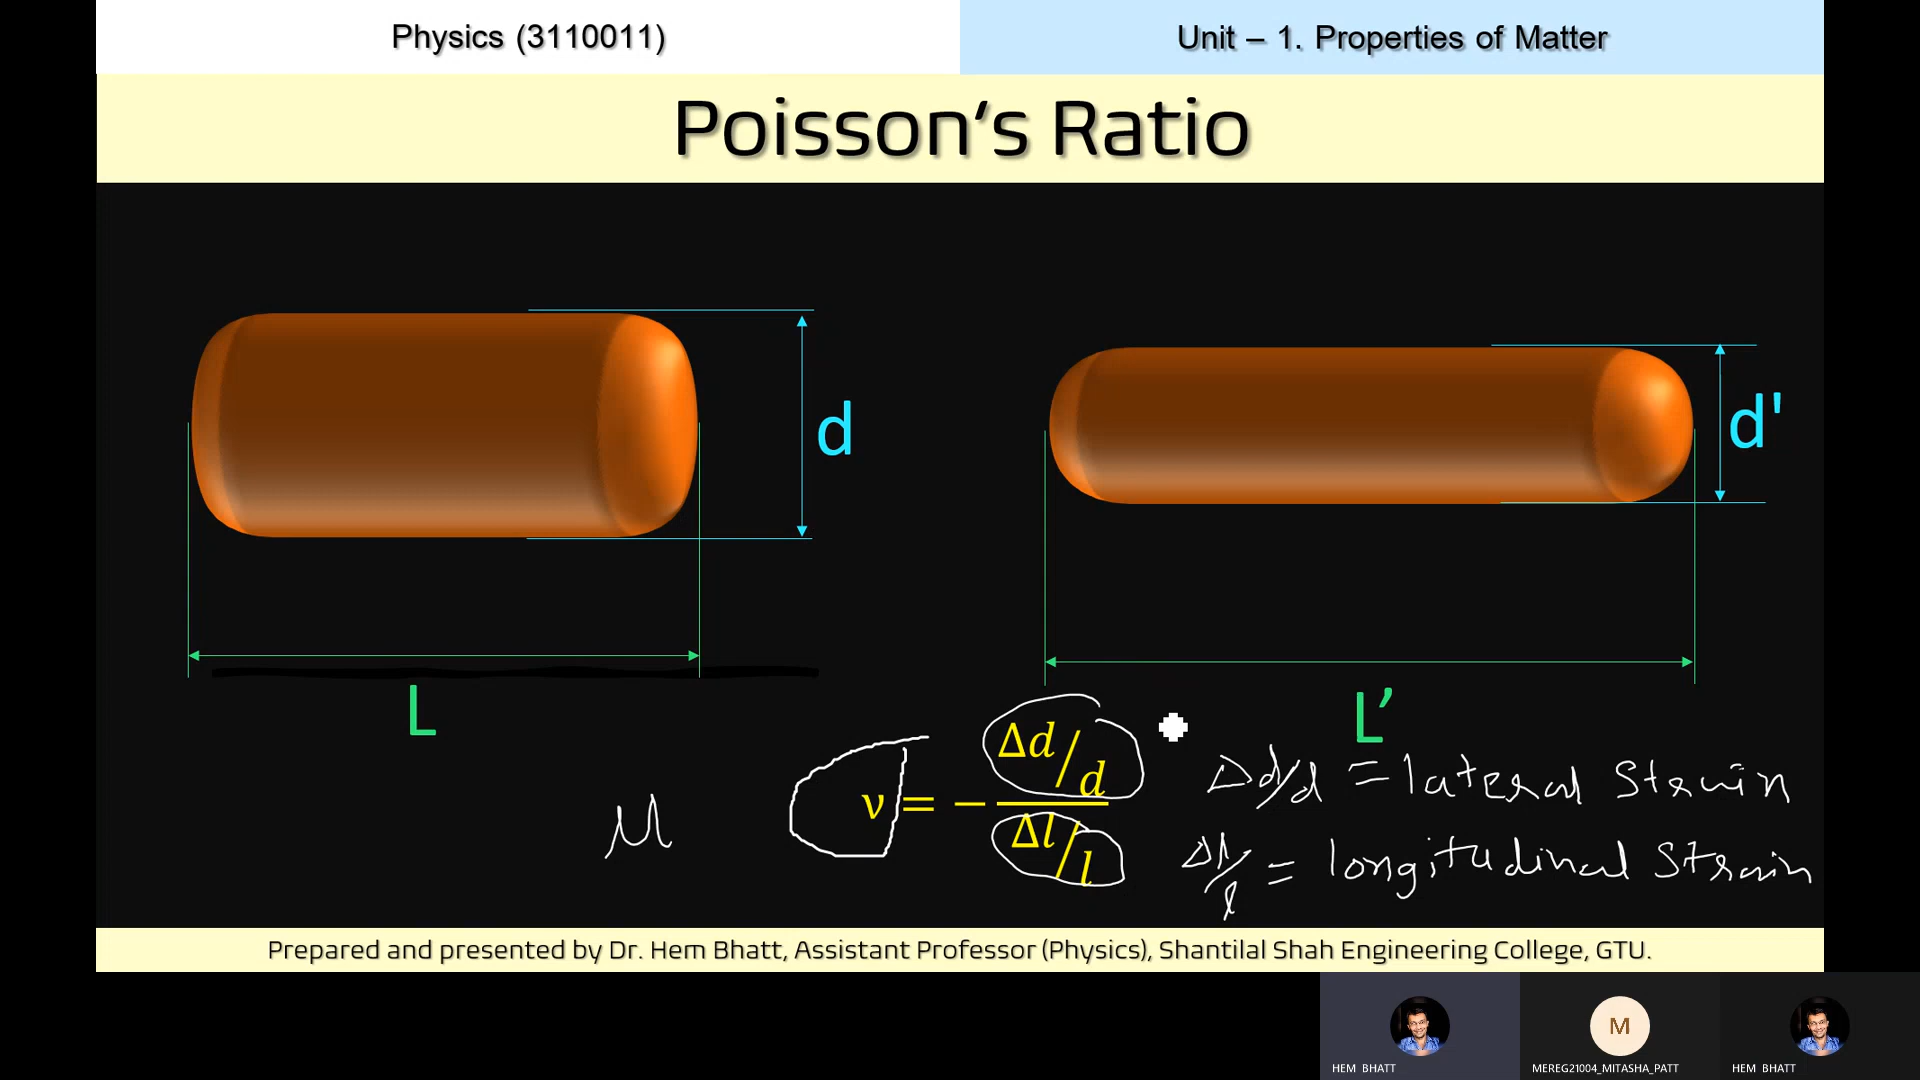 Physics (3110011)
Unit – 1. Properties of Matter
Poisson‘s Ratio
d
d'
L
L’
ν = − Δd/d
Δl/l
μ
Δd/d = lateral strain
Δl/l = longitudinal strain
Prepared and presented by Dr. Hem Bhatt, Assistant Professor (Physics), Shantilal Shah Engineering College, GTU.
M
HEM BHATT
MEREG21004_MITASHA_PATT
HEM BHATT